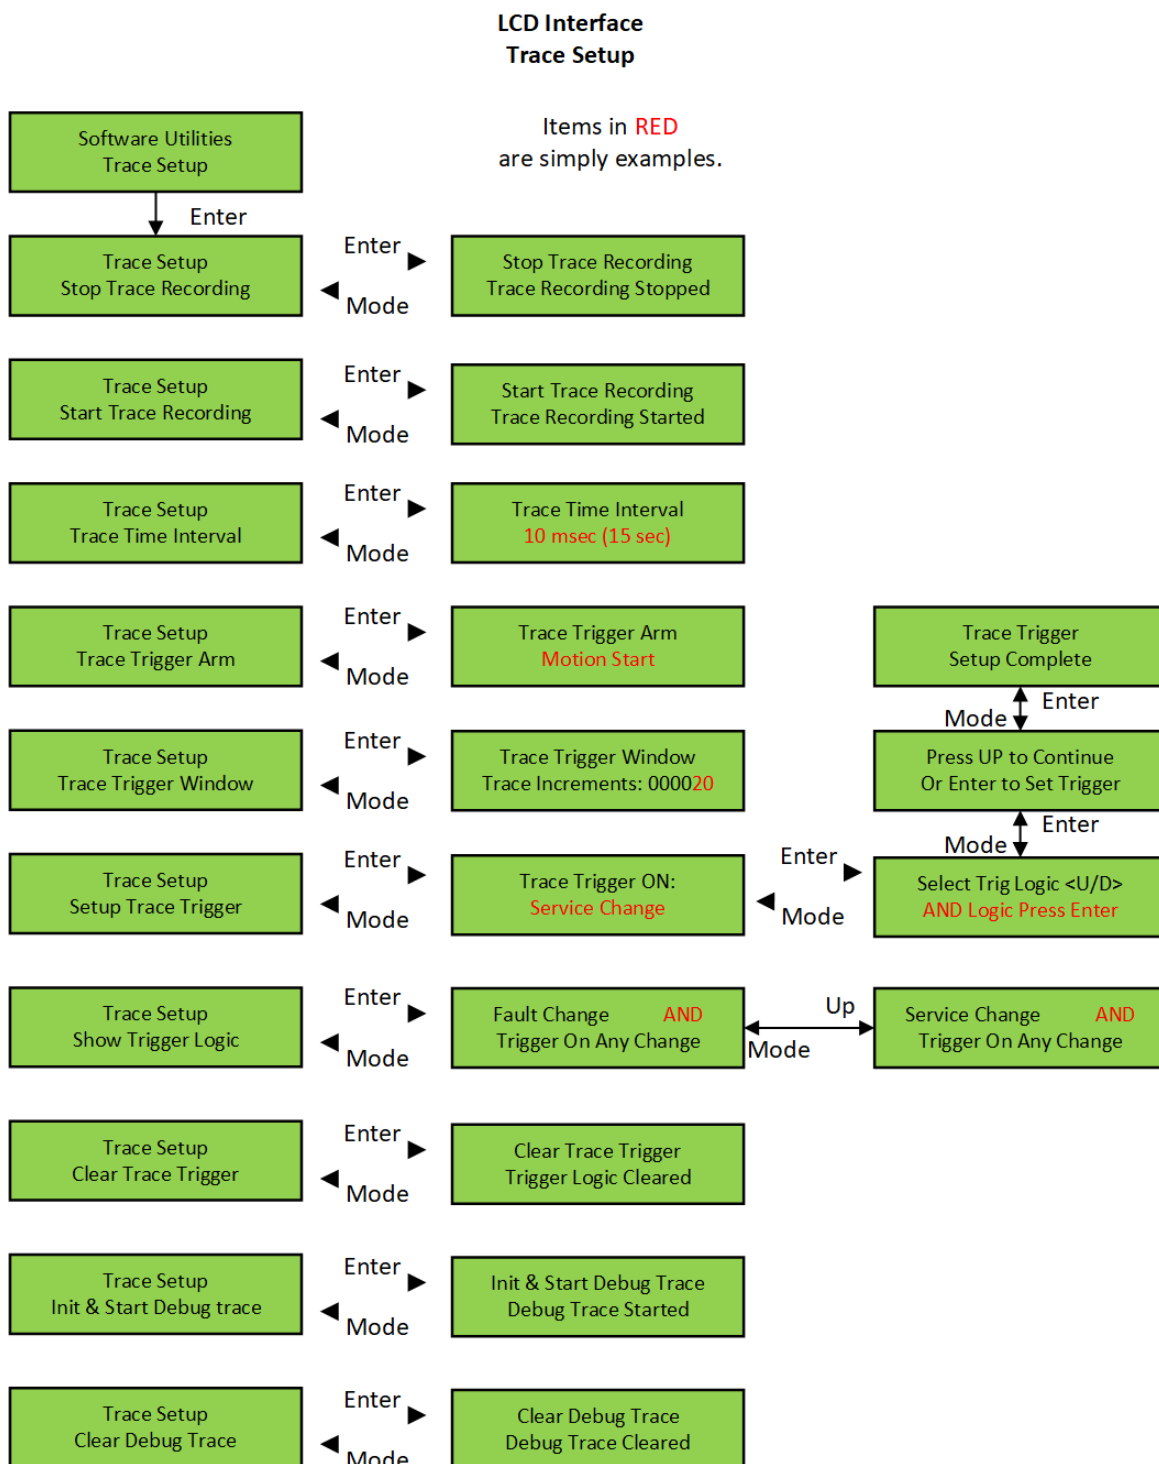 LCD Interface
Trace Setup
Items in RED
are simply examples.
Software Utilities
Trace Setup
Enter
Trace Setup
Stop Trace Recording
Enter
Mode
Stop Trace Recording
Trace Recording Stopped
Trace Setup
Start Trace Recording
Enter
Mode
Start Trace Recording
Trace Recording Started
Trace Setup
Trace Time Interval
Enter
Mode
Trace Time Interval
10 msec (15 sec)
Trace Setup
Trace Trigger Arm
Enter
Mode
Trace Trigger Arm
Motion Start
Trace Trigger
Setup Complete
Enter
Mode
Trace Setup
Trace Trigger Window
Enter
Mode
Trace Trigger Window
Trace Increments: 000020
Press UP to Continue
Or Enter to Set Trigger
Enter
Mode
Trace Setup
Setup Trace Trigger
Enter
Mode
Trace Trigger ON:
Service Change
Enter
Mode
Select Trig Logic <U/D>
AND Logic Press Enter
Trace Setup
Show Trigger Logic
Enter
Mode
Fault Change AND
Trigger On Any Change
Up
Mode
Service Change AND
Trigger On Any Change
Trace Setup
Clear Trace Trigger
Enter
Mode
Clear Trace Trigger
Trigger Logic Cleared
Trace Setup
Init & Start Debug trace
Enter
Mode
Init & Start Debug Trace
Debug Trace Started
Trace Setup
Clear Debug Trace
Enter
Mode
Clear Debug Trace
Debug Trace Cleared